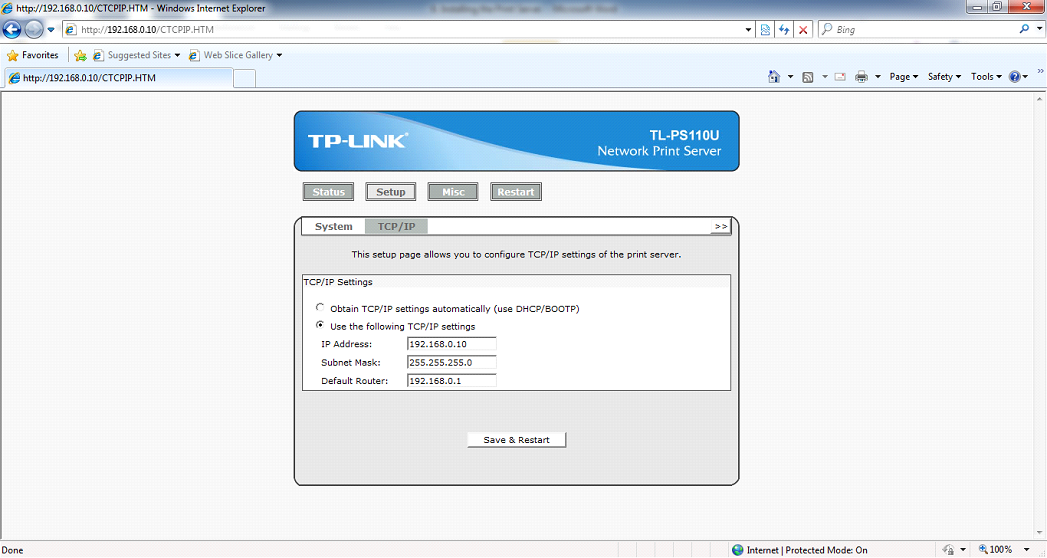 http://192.168.0.10/CTCPIP.HTM - Windows Internet Explorer
http://192.168.0.10/CTCPIP.HTM
Bing
Favorites Suggested Sites Web Slice Gallery
http://192.168.0.10/CTCPIP.HTM
Page Safety Tools
TP-LINK®
TL-PS110U
Network Print Server
Status Setup Misc Restart
System TCP/IP >>
This setup page allows you to configure TCP/IP settings of the print server.
TCP/IP Settings
Obtain TCP/IP settings automatically (use DHCP/BOOTP)
Use the following TCP/IP settings
IP Address: 192.168.0.10
Subnet Mask: 255.255.255.0
Default Router: 192.168.0.1
Save & Restart
Done Internet | Protected Mode: On 100%